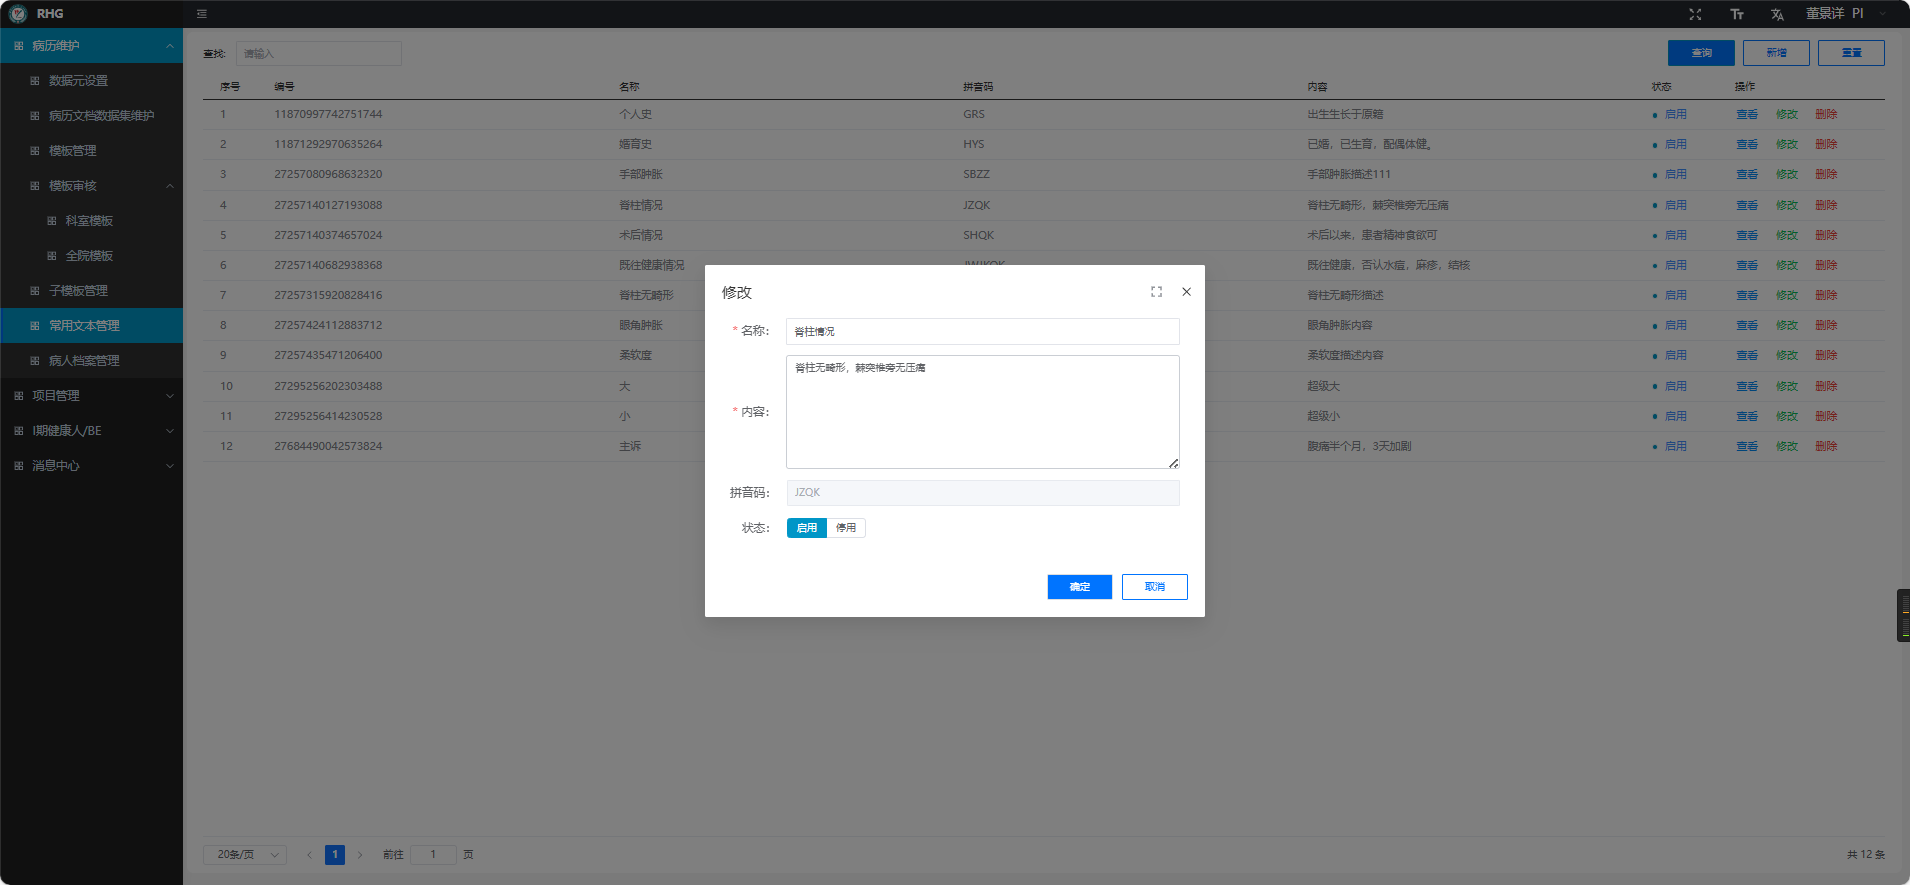 RHG
董景详 PI
病历维护
数据元设置
病历文档数据集维护
模板管理
模板审核
科室模板
全院模板
子模板管理
常用文本管理
病人档案管理
项目管理
I期健康人/BE
消息中心
查找: 请输入 查询 新增 重置
序号 编号 名称 拼音码 内容 状态 操作
1 11870997742751744 个人史 GRS 出生生长于原籍 启用 查看 修改 删除
2 11871292970635264 婚育史 HYS 已婚，已生育，配偶体健。 启用 查看 修改 删除
3 27257080968632320 手部肿胀 SBZZ 手部肿胀描述111 启用 查看 修改 删除
4 27257140127193088 脊柱情况 JZQK 脊柱无畸形，棘突椎旁无压痛 启用 查看 修改 删除
5 27257140374657024 术后情况 SHQK 术后以来，患者精神食欲可 启用 查看 修改 删除
6 27257140682938368 既往健康情况 JWJKQK 既往健康，否认水痘，麻疹，结核 启用 查看 修改 删除
7 27257315920828416 脊柱无畸形 脊柱无畸形描述 启用 查看 修改 删除
8 27257424112883712 眼角肿胀 眼角肿胀内容 启用 查看 修改 删除
9 27257435471206400 柔软度 柔软度描述内容 启用 查看 修改 删除
10 27295256202303488 大 超级大 启用 查看 修改 删除
11 27295256414230528 小 超级小 启用 查看 修改 删除
12 27684490042573824 主诉 腹痛半个月，3天加剧 启用 查看 修改 删除
修改
* 名称: 脊柱情况
* 内容: 脊柱无畸形，棘突椎旁无压痛
拼音码: JZQK
状态: 启用 停用
确定 取消
20条/页 1 前往 1 页 共 12 条